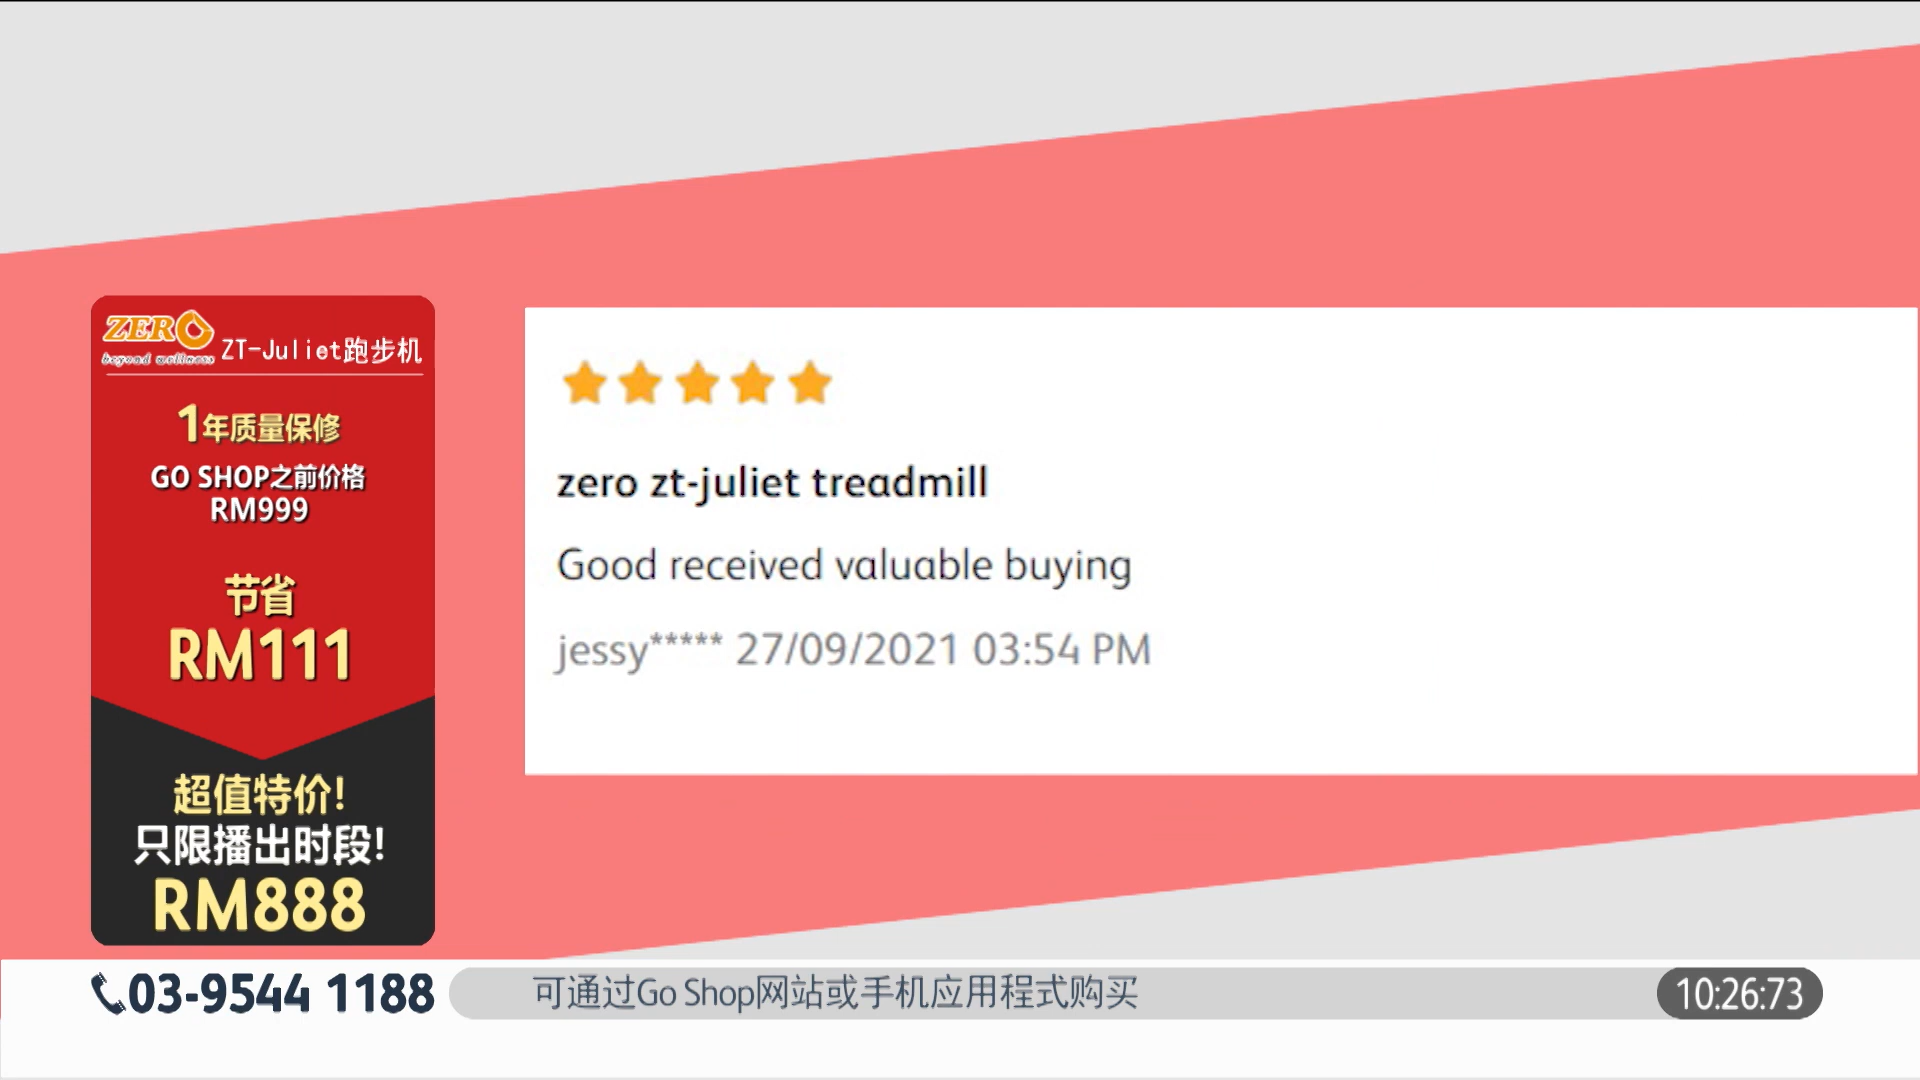 ZERO
beyond wellness
ZT-Juliet跑步机
1年质量保修
GO SHOP之前价格
RM999
节省
RM111
超值特价!
只限播出时段!
RM888
zero zt-juliet treadmill
Good received valuable buying
jessy***** 27/09/2021 03:54 PM
03-9544 1188
可通过Go Shop网站或手机应用程式购买
10:26:73